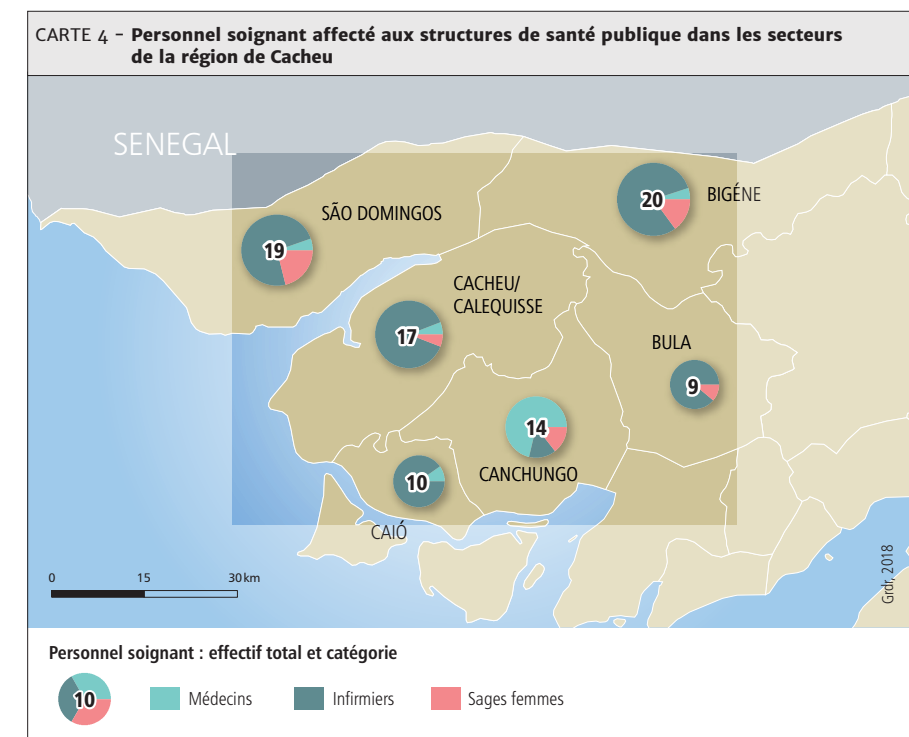 CARTE 4 – Personnel soignant affecté aux structures de santé publique dans les secteurs
de la région de Cacheu
SENEGAL
SÃO DOMINGOS
19
20
BIGÉNE
CACHEU/
CALEQUISSE
17
BULA
9
14
CANCHUNGO
10
CAIÓ
0 15 30 km
Grdr, 2018
Personnel soignant : effectif total et catégorie
10 Médecins Infirmiers Sages femmes